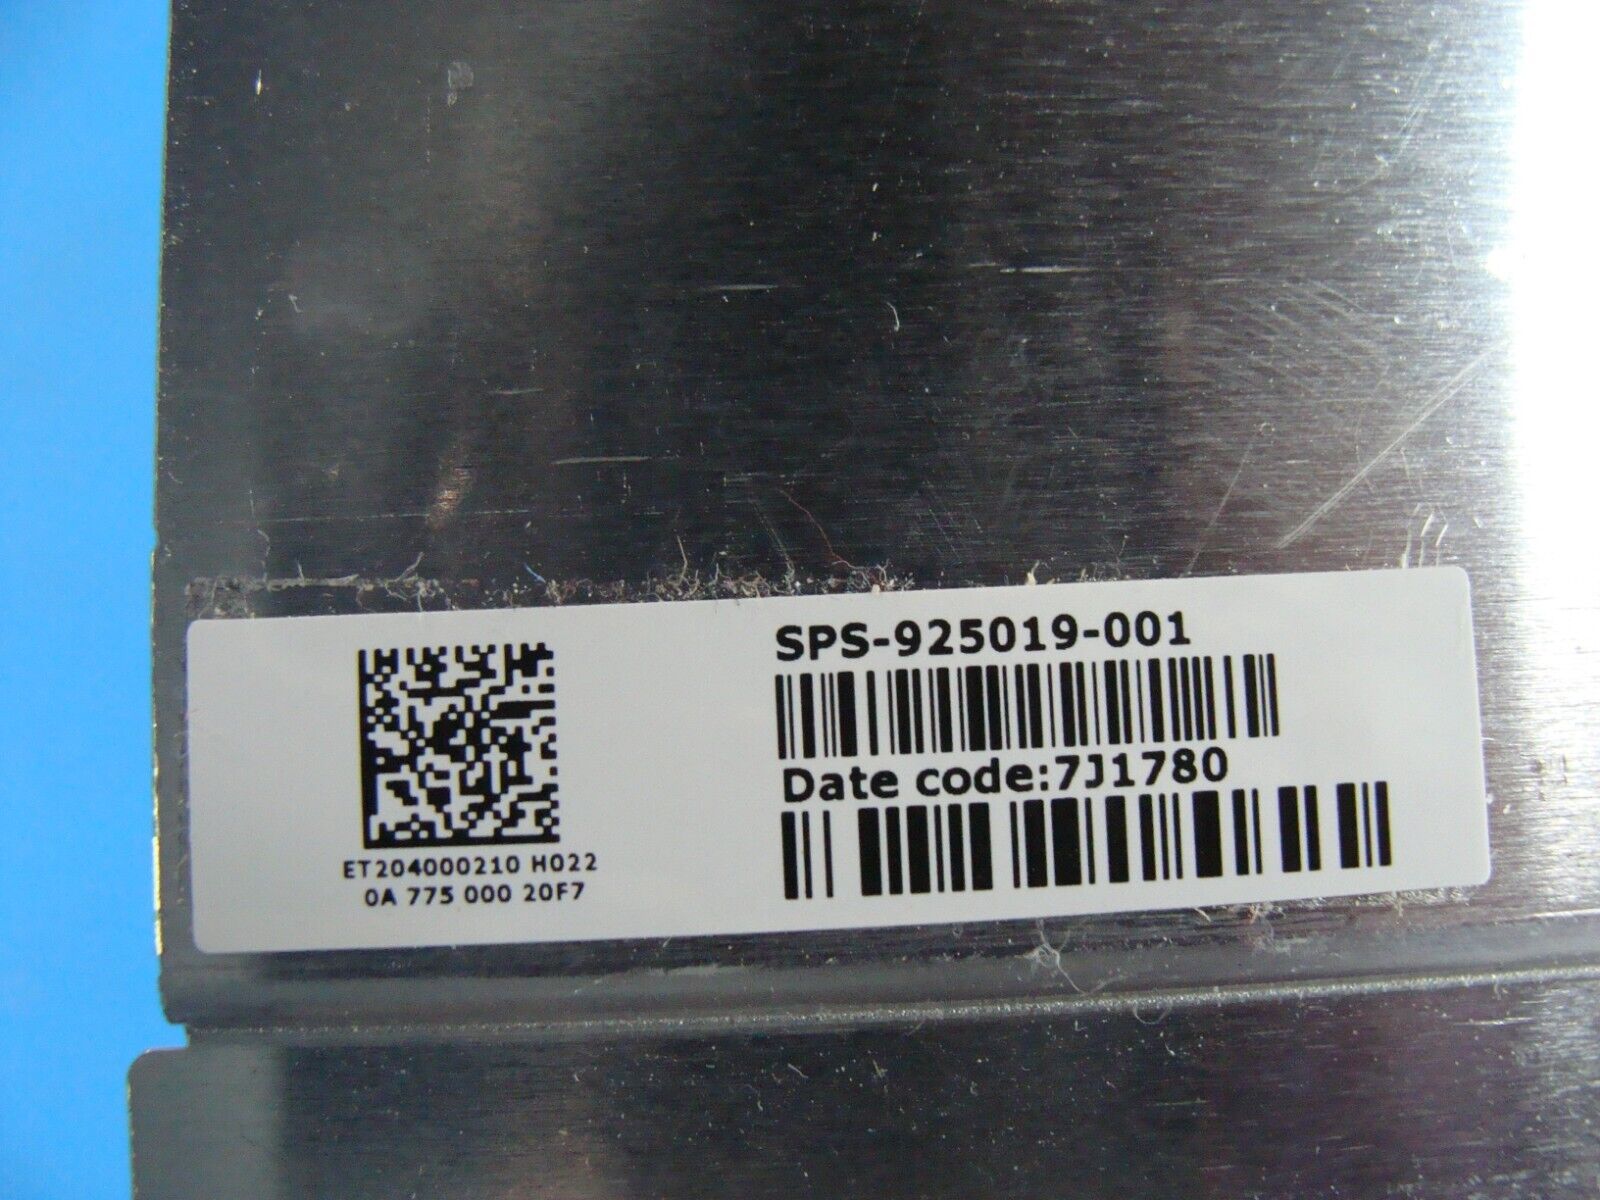 SPS-925019-001
Date code:7J1780
ET204000210 H022
0A 775 000 20F7